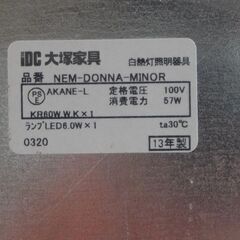 iDC 大塚家具 白熱灯照明器具
品番 NEM-DONNA-MINOR
PS E AKANE-L 定格電圧 100V
消費電力 57W
KR60W.W.K×1
ランプLED6.0W×1 ta30℃
0320 13年製